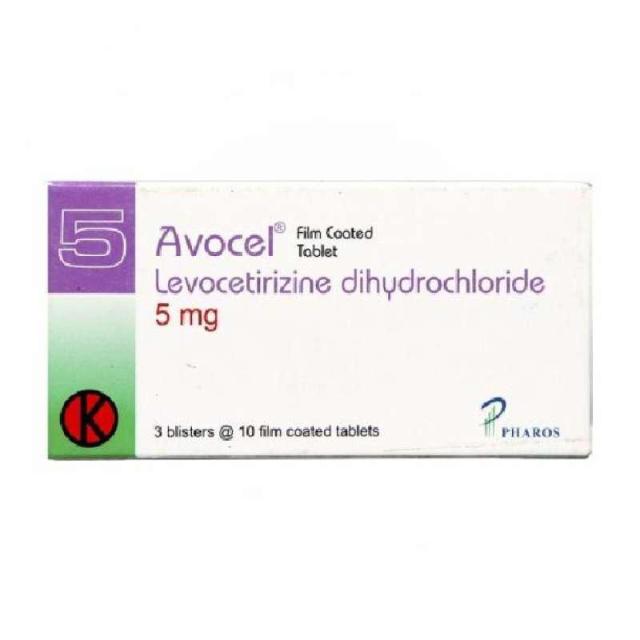 5
Avocel® Film Coated
Tablet
Levocetirizine dihydrochloride
5 mg
K
3 blisters @ 10 film coated tablets
PHAROS